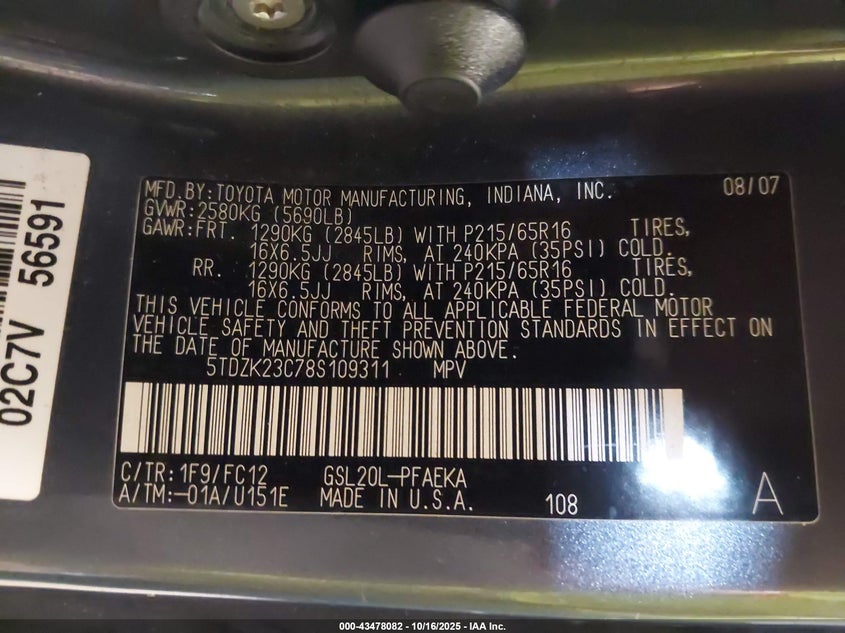 02C7V 56591
MFD.BY:TOYOTA MOTOR MANUFACTURING, INDIANA, INC. 08/07
GVWR:2580KG (5690LB)
GAWR:FRT. 1290KG (2845LB) WITH P215/65R16 TIRES,
16X6.5JJ RIMS, AT 240KPA (35PSI) COLD.
RR. 1290KG (2845LB) WITH P215/65R16 TIRES,
16X6.5JJ RIMS, AT 240KPA (35PSI) COLD.
THIS VEHICLE CONFORMS TO ALL APPLICABLE FEDERAL MOTOR
VEHICLE SAFETY AND THEFT PREVENTION STANDARDS IN EFFECT ON
THE DATE OF MANUFACTURE SHOWN ABOVE.
5TDZK23C78S109311 MPV
C/TR:1F9/FC12 GSL20L-PFAEKA
A/TM:-01A/U151E MADE IN U.S.A. 108 A
000-43478082 - 10/16/2025 - IAA Inc.